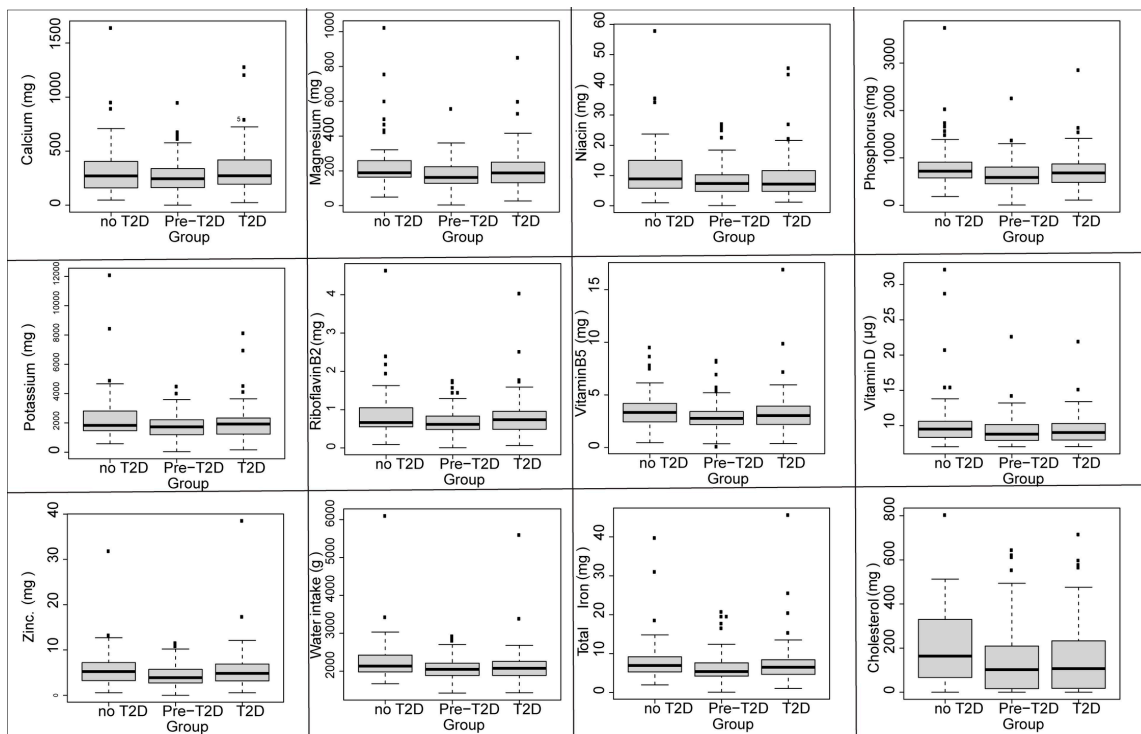 Calcium (mg)
0 500 1000 1500
5
no T2D Pre-T2D T2D
Group
Magnesium (mg)
0 200 400 600 800 1000
no T2D Pre-T2D T2D
Group
Niacin (mg)
0 10 20 30 40 50 60
no T2D Pre-T2D T2D
Group
Phosphorus(mg)
0 1000 2000 3000
no T2D Pre-T2D T2D
Group
Potassium (mg)
0 2000 4000 6000 8000 10000 12000
no T2D Pre-T2D T2D
Group
RiboflavinB2(mg)
0 1 2 3 4
no T2D Pre-T2D T2D
Group
VitaminB5(mg)
0 5 10 15
no T2D Pre-T2D T2D
Group
VitaminD (µg)
10 15 20 25 30
no T2D Pre-T2D T2D
Group
Zinc. (mg)
0 10 20 30 40
no T2D Pre-T2D T2D
Group
Water intake (g)
2000 3000 4000 5000 6000
no T2D Pre-T2D T2D
Group
Total Iron (mg)
0 10 20 30 40
no T2D Pre-T2D T2D
Group
Cholesterol (mg)
0 200 400 600 800
no T2D Pre-T2D T2D
Group